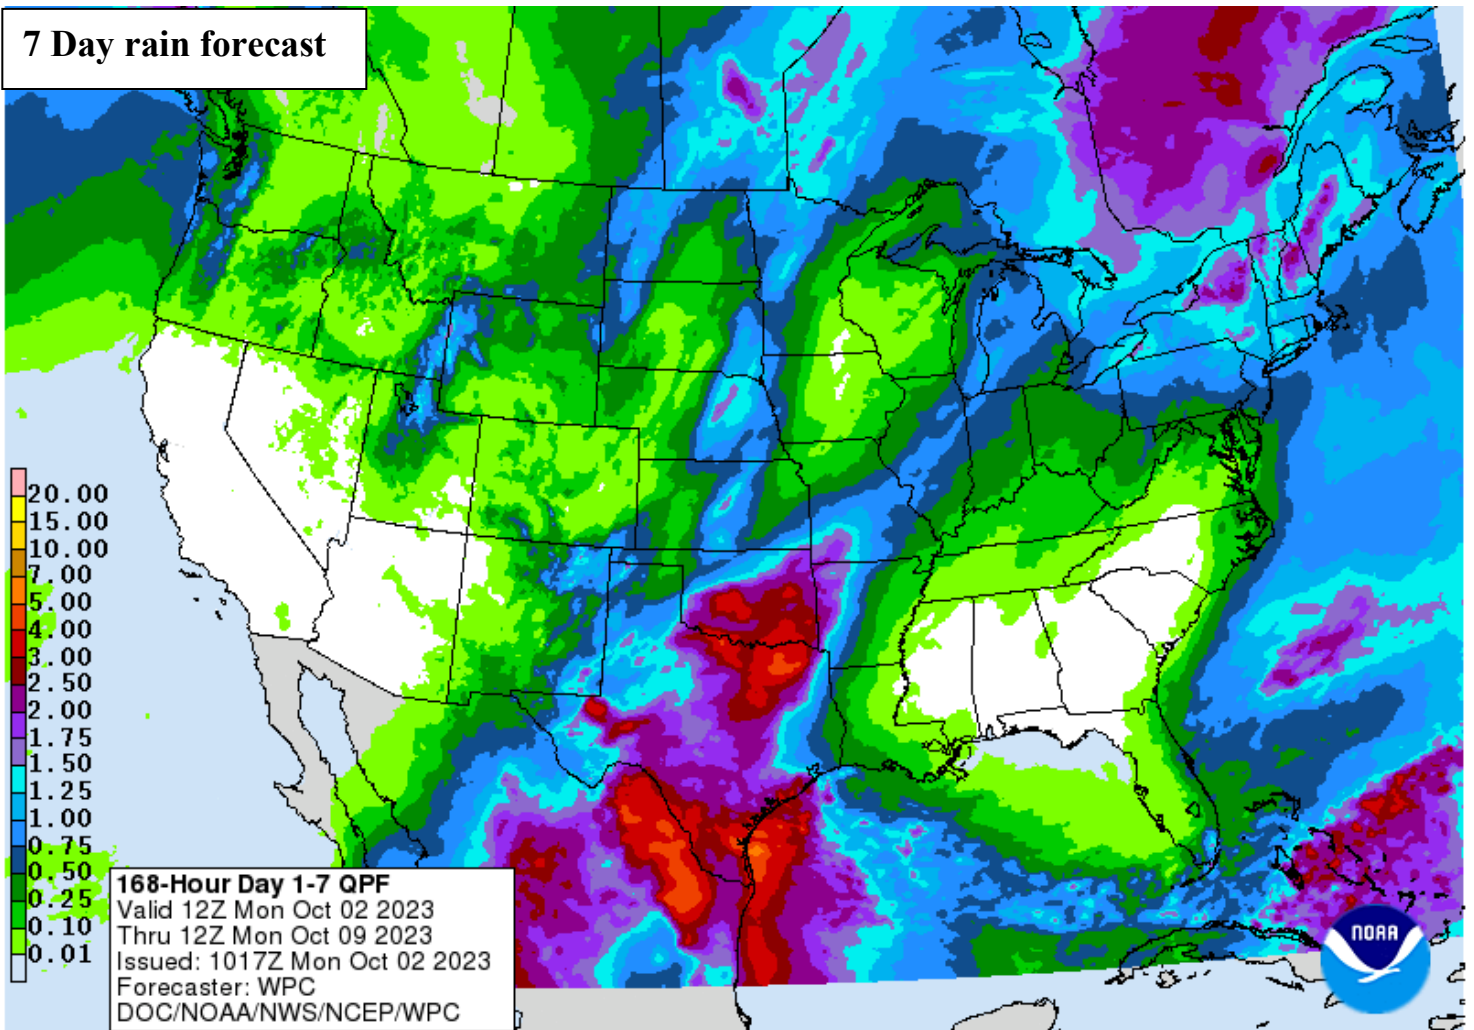 7 Day rain forecast
20.00
15.00
10.00
7.00
5.00
4.00
3.00
2.50
2.00
1.75
1.50
1.25
1.00
0.75
0.50
0.25
0.10
0.01
168-Hour Day 1-7 QPF
Valid 12Z Mon Oct 02 2023
Thru 12Z Mon Oct 09 2023
Issued: 1017Z Mon Oct 02 2023
Forecaster: WPC
DOC/NOAA/NWS/NCEP/WPC
NOAA